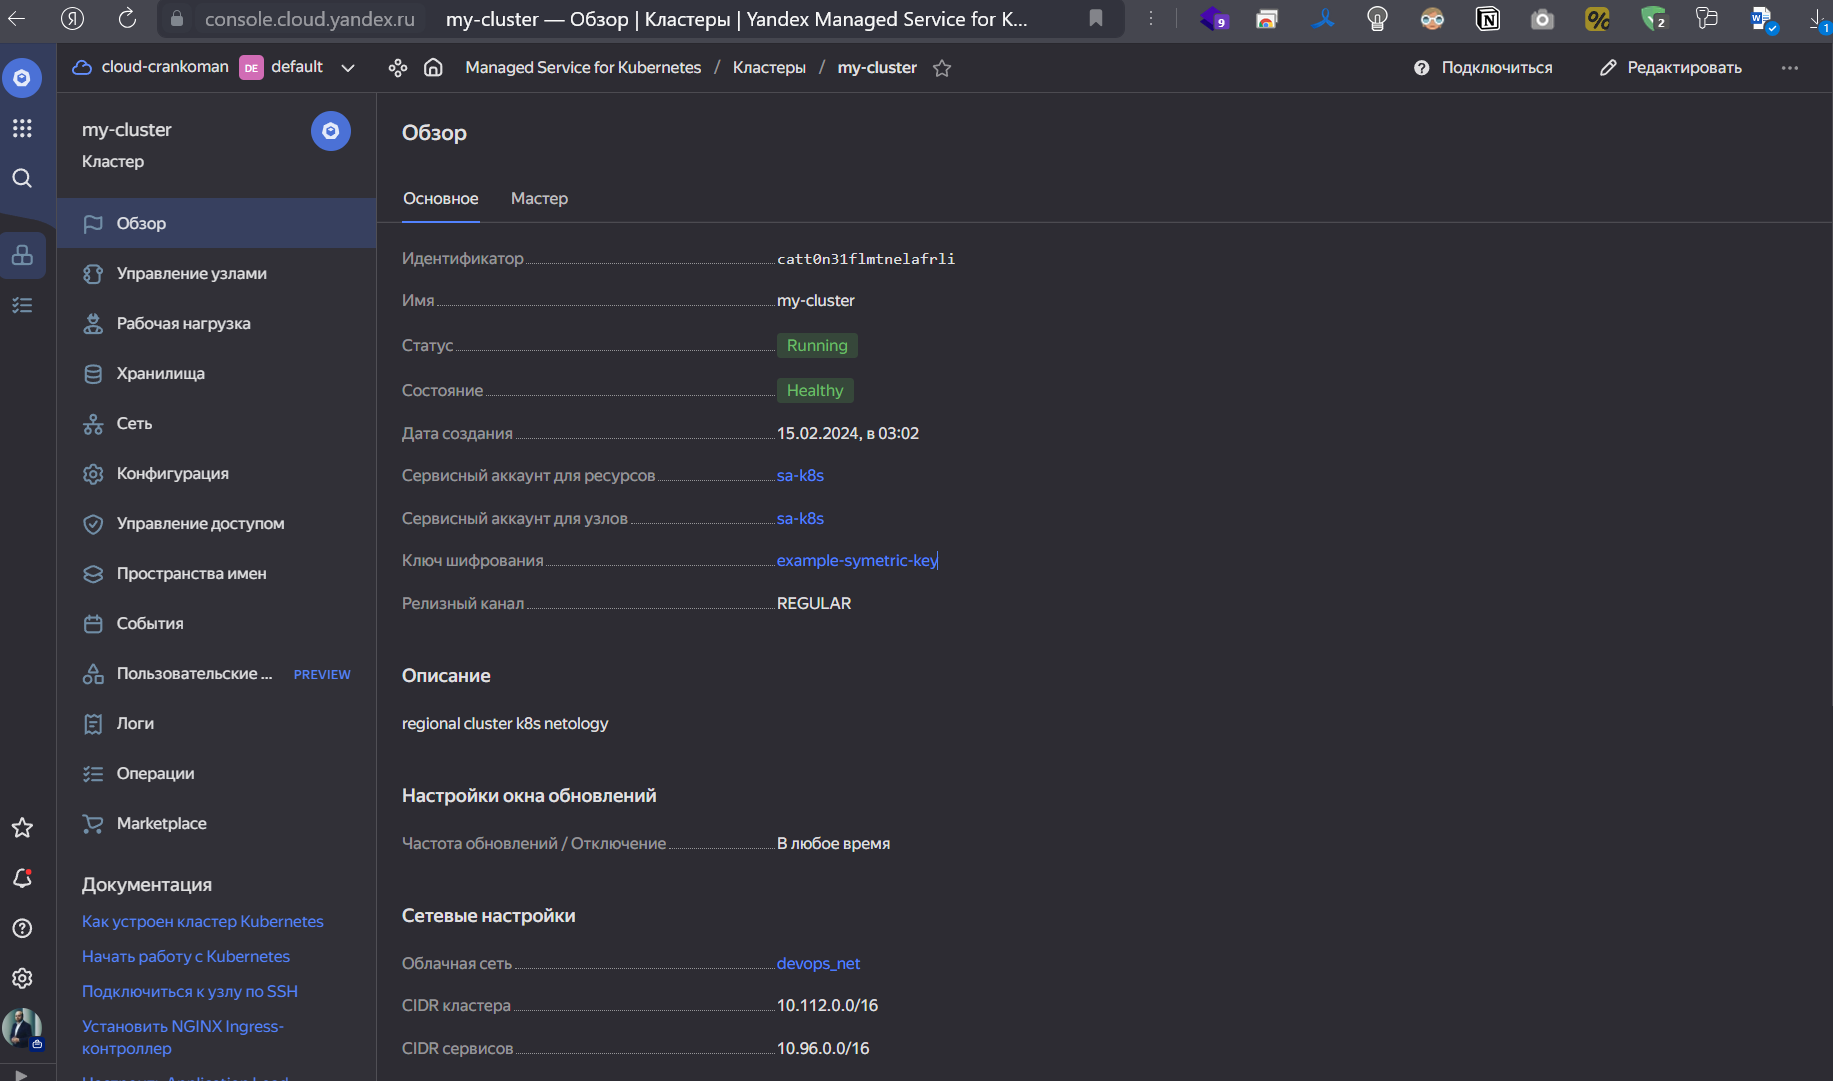 console.cloud.yandex.ru
my-cluster — Обзор | Кластеры | Yandex Managed Service for K...
9
2
1
cloud-crankoman
DE
default
Managed Service for Kubernetes / Кластеры / my-cluster
Подключиться
Редактировать
my-cluster
Кластер
Обзор
Управление узлами
Рабочая нагрузка
Хранилища
Сеть
Конфигурация
Управление доступом
Пространства имен
События
Пользовательские ... PREVIEW
Логи
Операции
Marketplace
Документация
Как устроен кластер Kubernetes
Начать работу с Kubernetes
Подключиться к узлу по SSH
Установить NGINX Ingress-
контроллер
Обзор
Основное Мастер
Идентификатор catt0n31flmtnelafrli
Имя my-cluster
Статус Running
Состояние Healthy
Дата создания 15.02.2024, в 03:02
Сервисный аккаунт для ресурсов sa-k8s
Сервисный аккаунт для узлов sa-k8s
Ключ шифрования example-symetric-key
Релизный канал REGULAR
Описание
regional cluster k8s netology
Настройки окна обновлений
Частота обновлений / Отключение В любое время
Сетевые настройки
Облачная сеть devops_net
CIDR кластера 10.112.0.0/16
CIDR сервисов 10.96.0.0/16